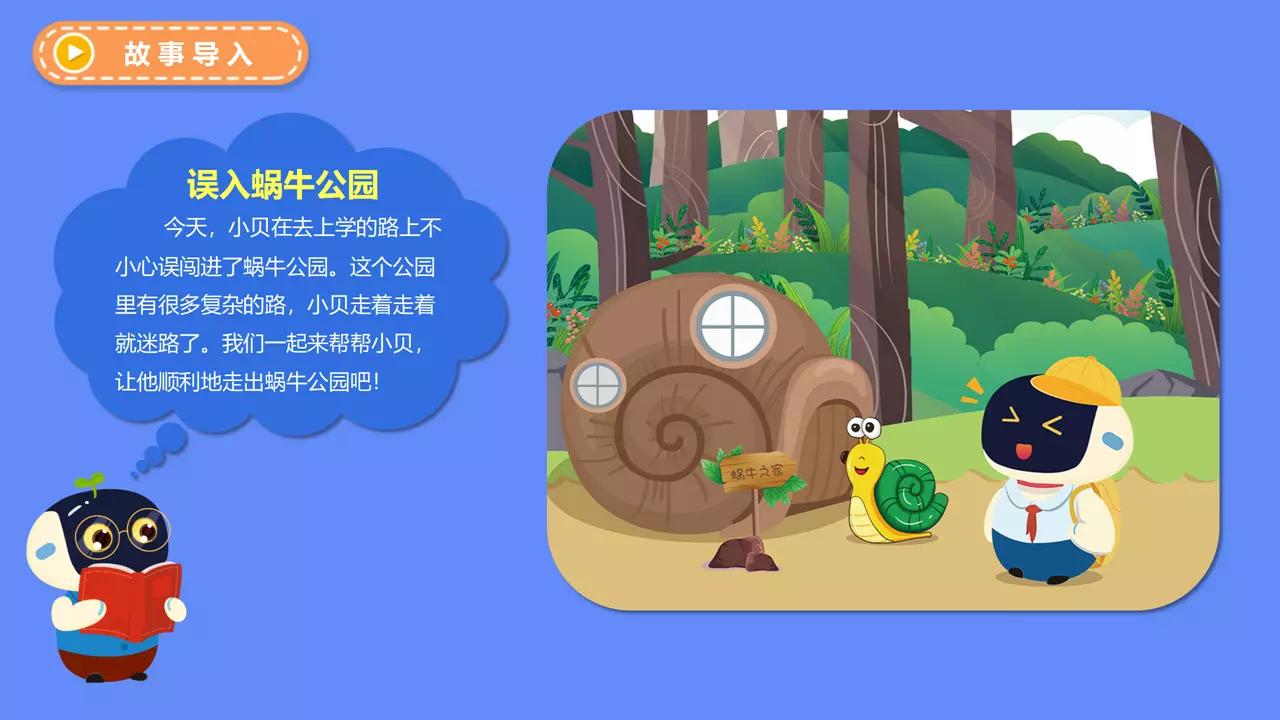 故事导入
误入蜗牛公园
今天，小贝在去上学的路上不
小心误闯进了蜗牛公园。这个公园
里有很多复杂的路，小贝走着走着
就迷路了。我们一起来帮帮小贝，
让他顺利地走出蜗牛公园吧！
蜗牛之家